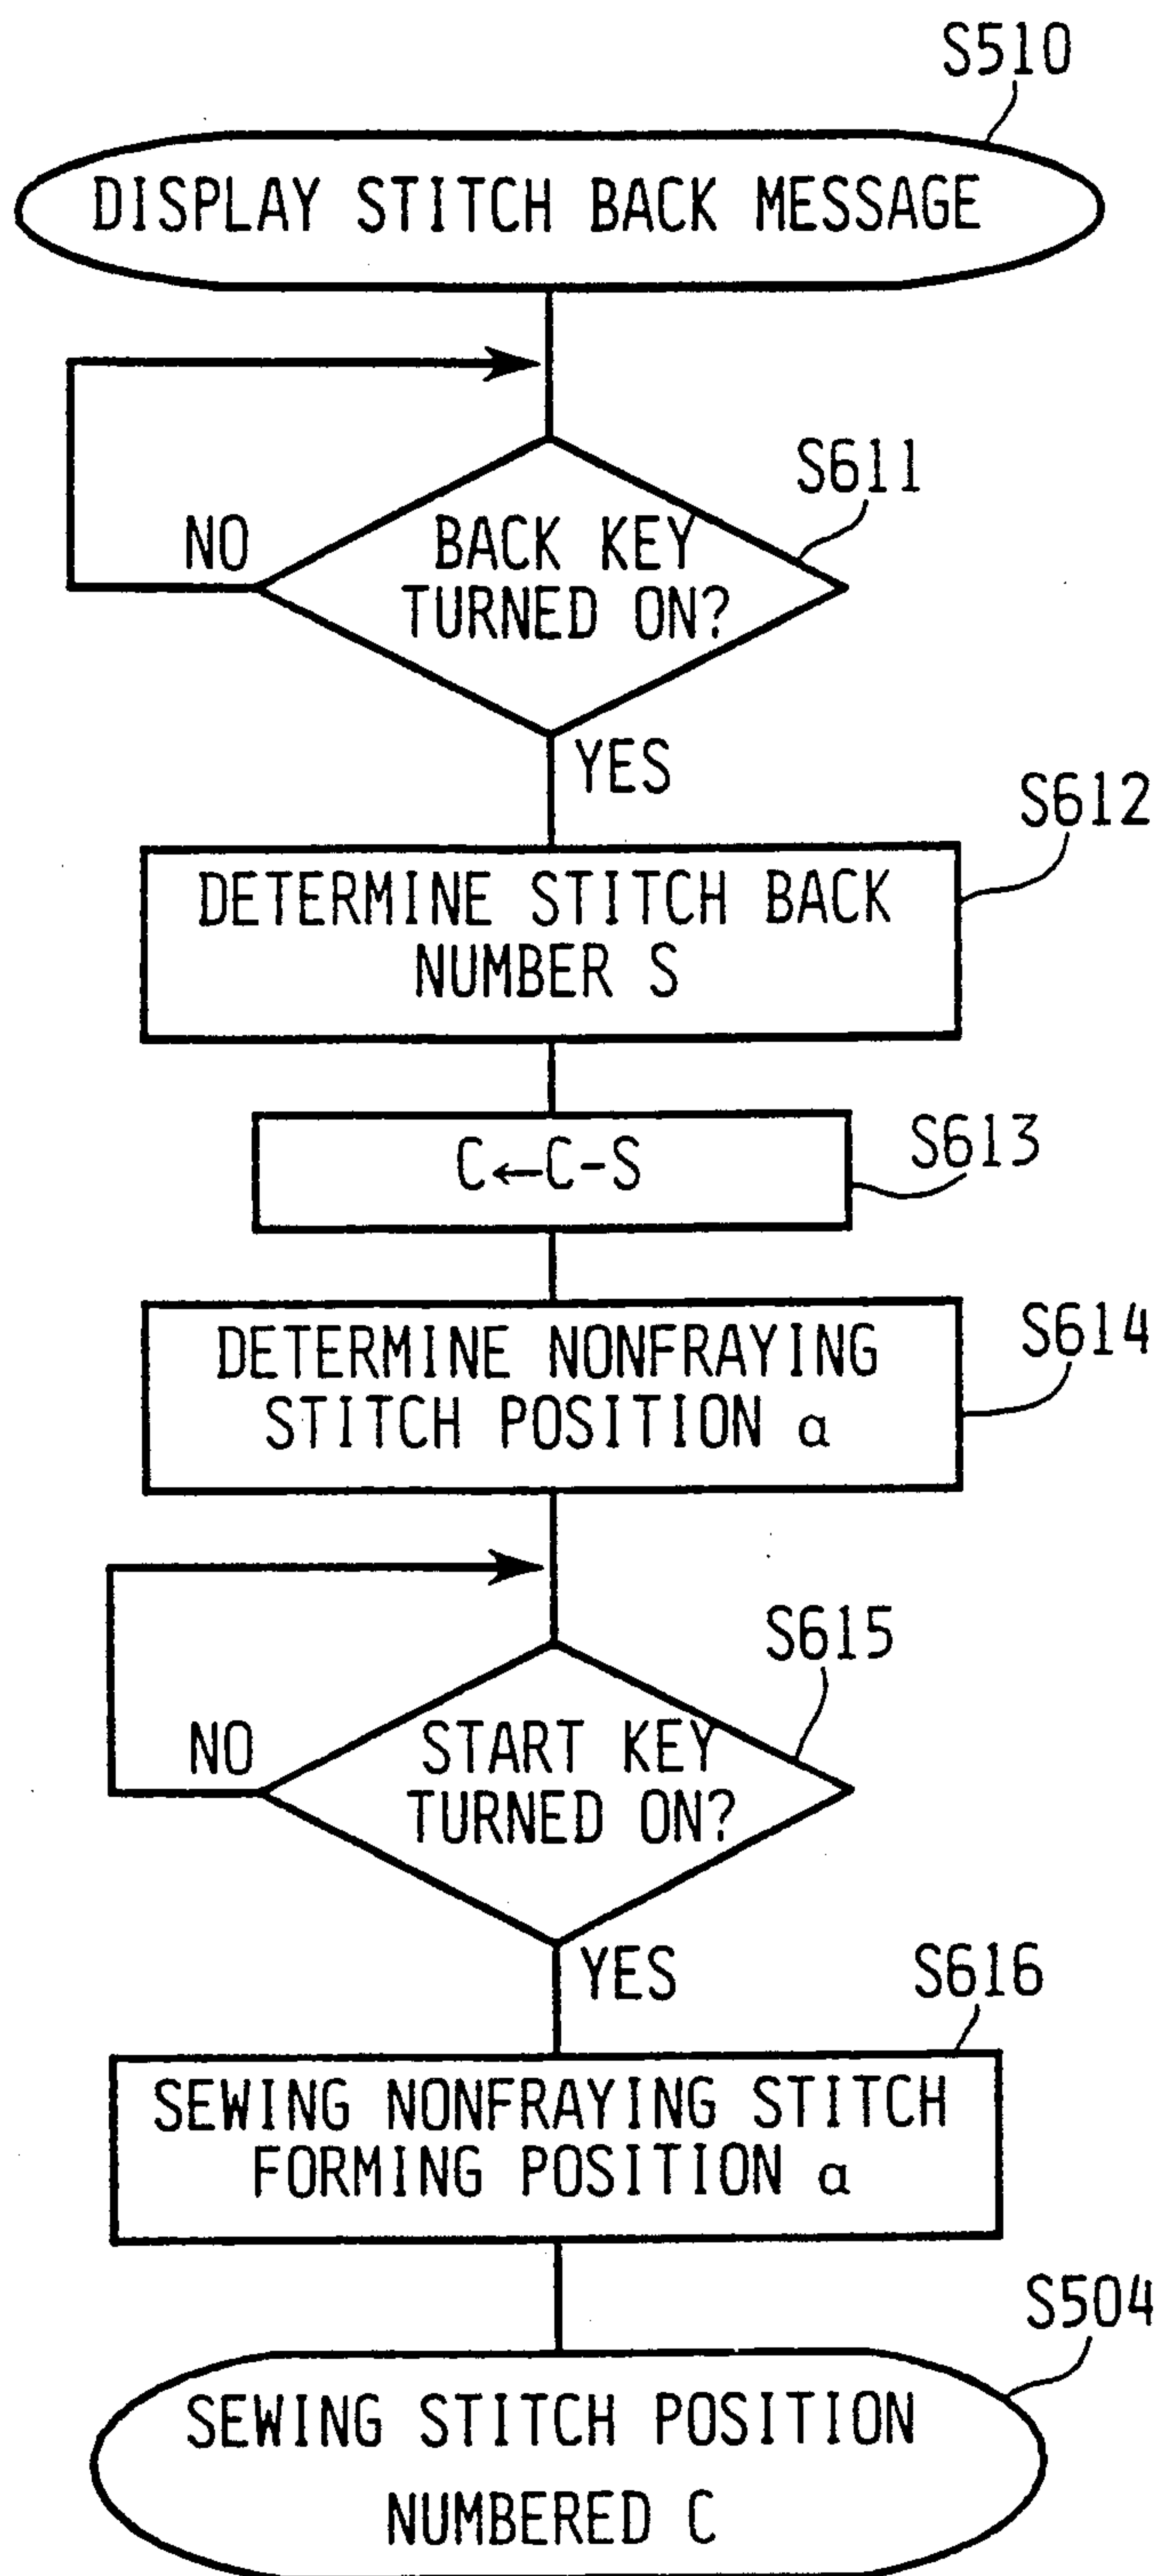 S510
DISPLAY STITCH BACK MESSAGE
S611
NO
BACK KEY
TURNED ON?
YES
S612
DETERMINE STITCH BACK
NUMBER S
S613
C←C-S
S614
DETERMINE NONFRAYING
STITCH POSITION α
S615
NO
START KEY
TURNED ON?
YES
S616
SEWING NONFRAYING STITCH
FORMING POSITION α
S504
SEWING STITCH POSITION
NUMBERED C